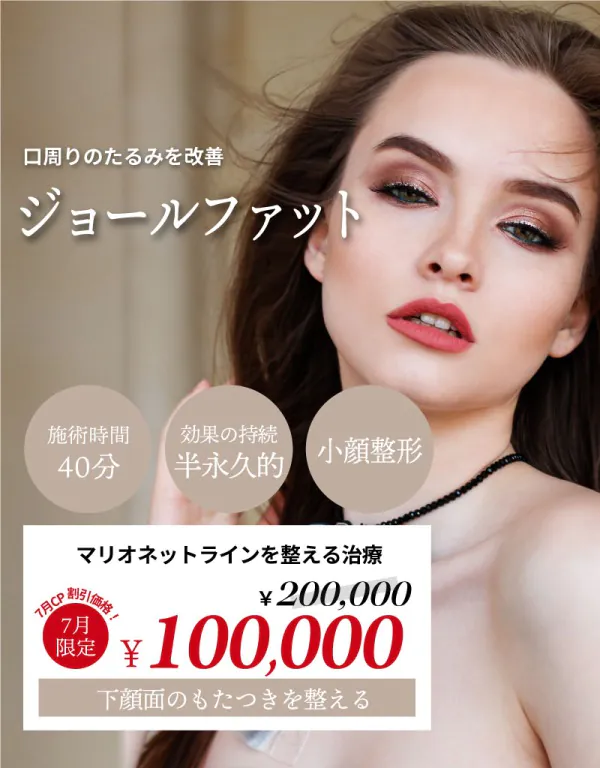 口周りのたるみを改善
ジョールファット
施術時間
40分
効果の持続
半永久的
小顔整形
マリオネットラインを整える治療
¥200,000
7月CP 割引価格！
7月
限定
¥100,000
下顔面のもたつきを整える